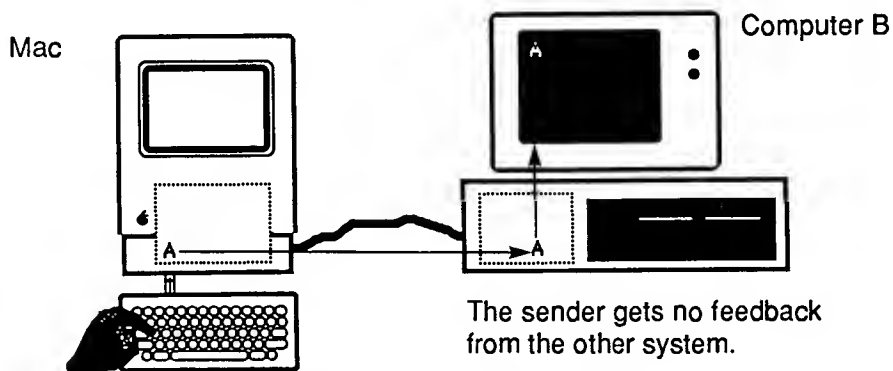 Mac
Computer B
A
A
A
The sender gets no feedback
from the other system.